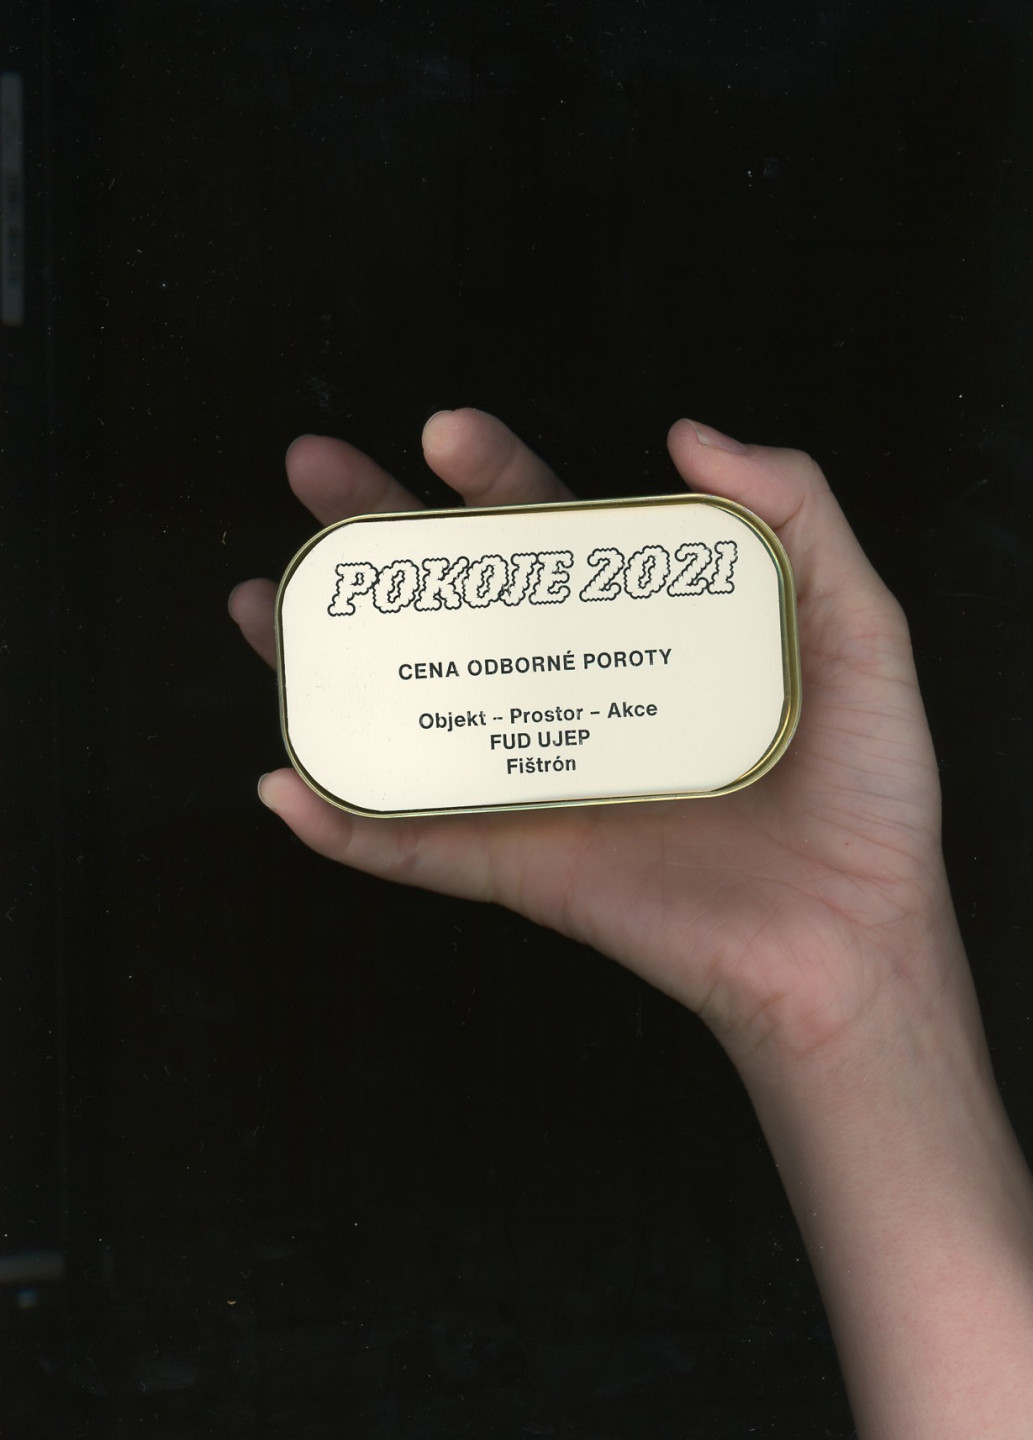 POKOJE 2021
CENA ODBORNÉ POROTY
Objekt -- Prostor – Akce
FUD UJEP
Fištrón